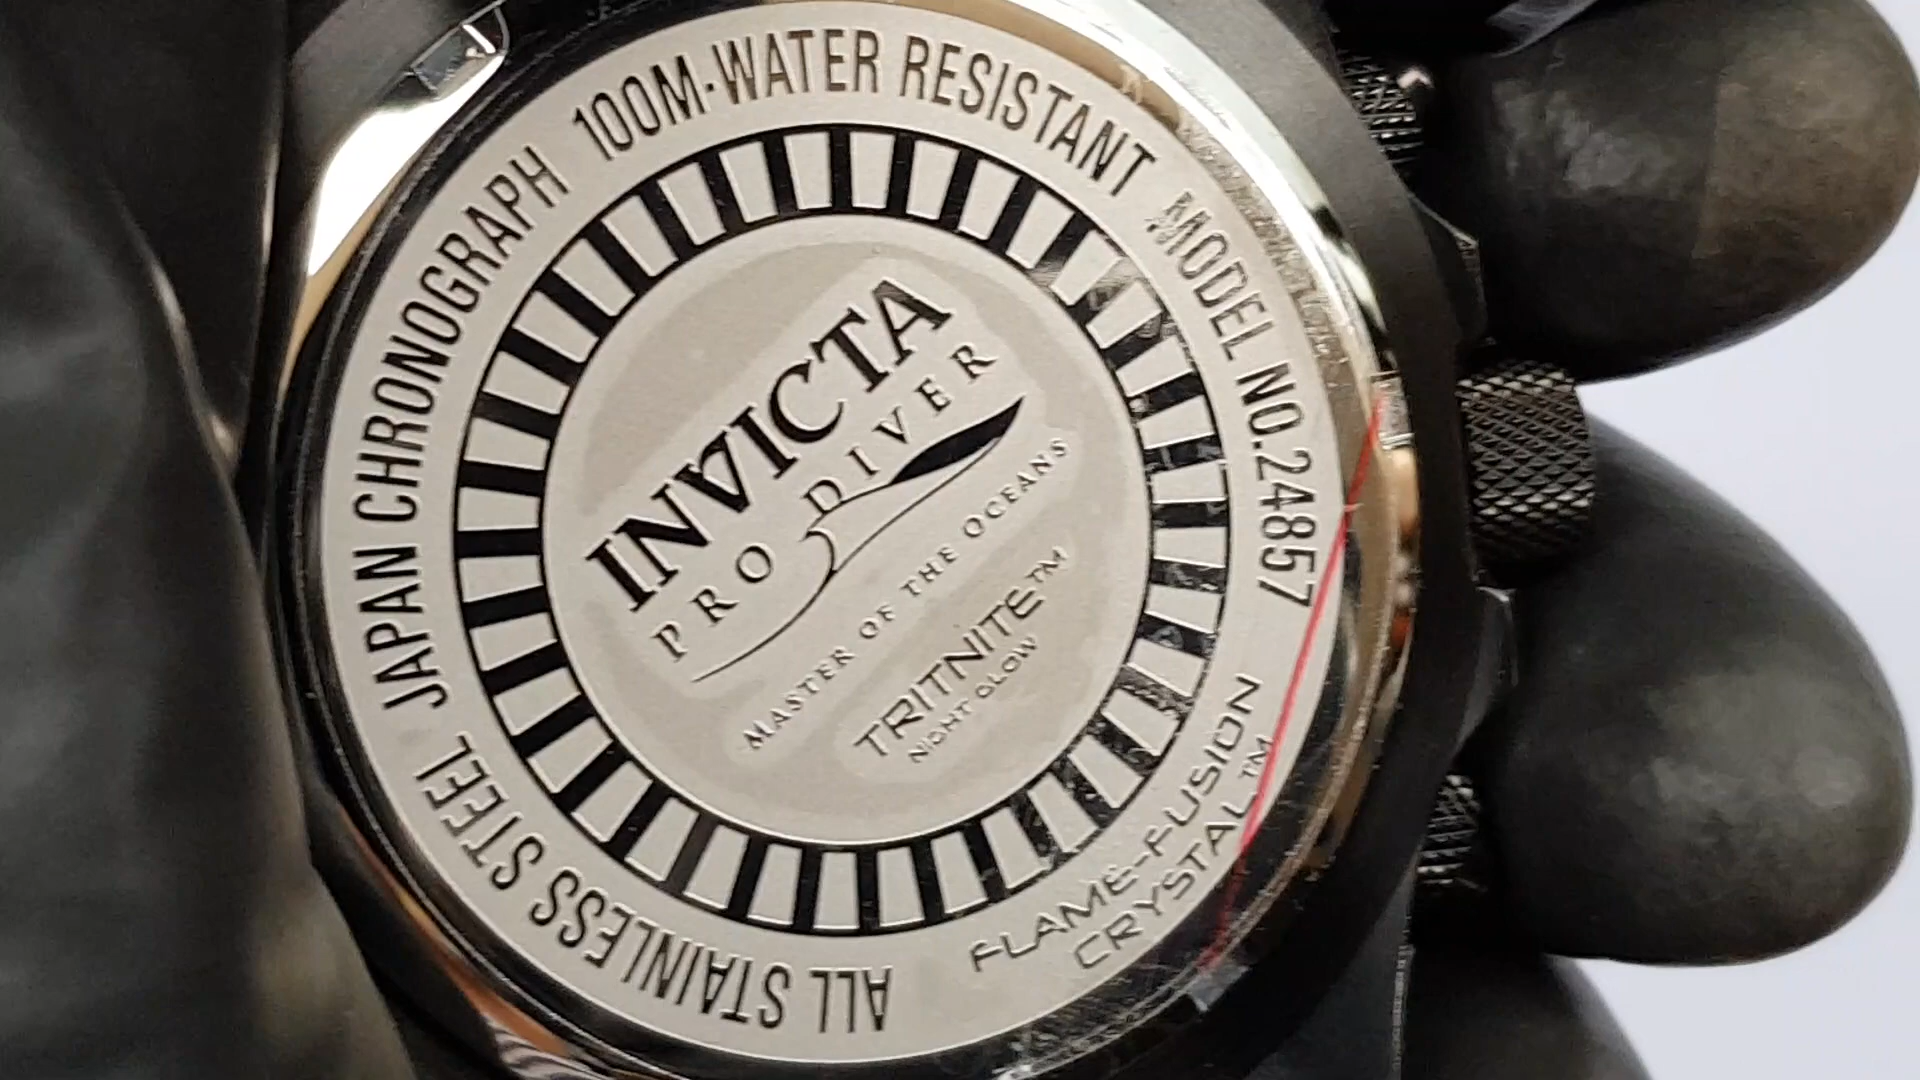 ALL STAINLESS STEEL JAPAN CHRONOGRAPH 100M-WATER RESISTANT MODEL NO.24857
FLAME-FUSION
CRYSTAL™
INVICTA
PRO DIVER
MASTER OF THE OCEANS
TRITNITE™
NIGHT GLOW